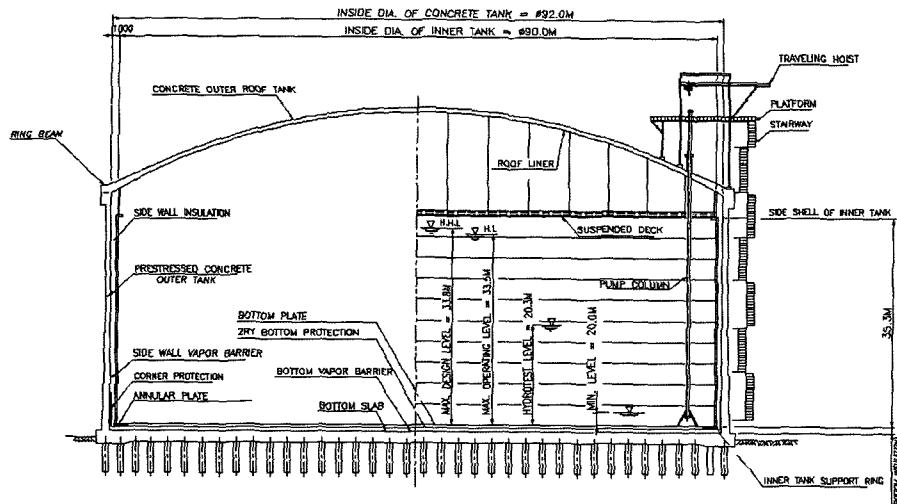 INSIDE DIA. OF CONCRETE TANK = ø92.0M
1000
INSIDE DIA. OF INNER TANK = ø90.0M
TRAVELING HOIST
CONCRETE OUTER ROOF TANK
PLATFORM
STAIRWAY
RING BEAM
ROOF LINER
SIDE WALL INSULATION
SIDE SHELL OF INNER TANK
H.H.L
H.L
SUSPENDED DECK
PRESTRESSED CONCRETE
OUTER TANK
PUMP COLUMN
MAX. DESIGN LEVEL = 33.8M
MAX. OPERATING LEVEL = 33.5M
HYDROTEST LEVEL = 20.3M
MIN. LEVEL = 20.0M
35.3M
BOTTOM PLATE
2RY BOTTOM PROTECTION
SIDE WALL VAPOR BARRIER
BOTTOM VAPOR BARRIER
CORNER PROTECTION
ANNULAR PLATE
BOTTOM SLAB
INNER TANK SUPPORT RING